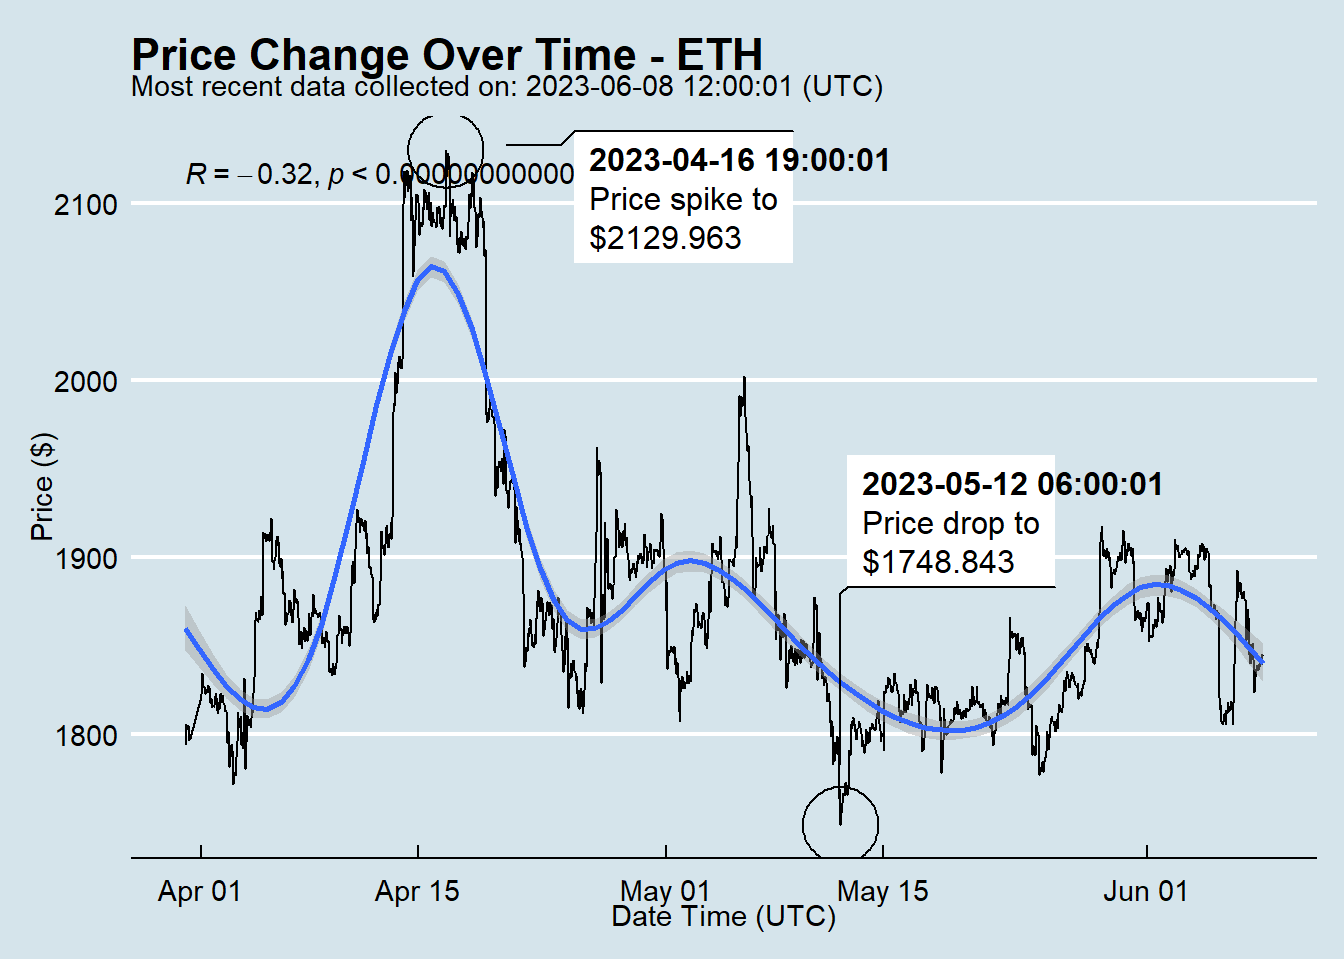 Price Change Over Time - ETH
Most recent data collected on: 2023-06-08 12:00:01 (UTC)
R = −0.32, p < 0.00000000000
2023-04-16 19:00:01
Price spike to
$2129.963
2100
2000
1900
1800
Price ($)
2023-05-12 06:00:01
Price drop to
$1748.843
Apr 01
Apr 15
May 01
May 15
Jun 01
Date Time (UTC)